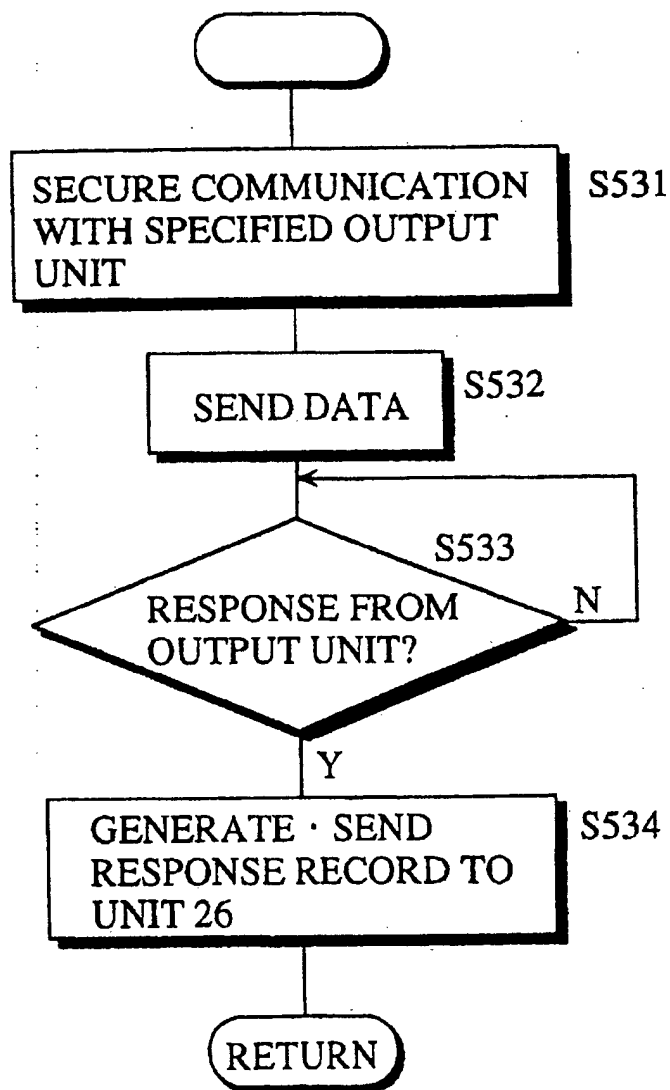 SECURE COMMUNICATION
WITH SPECIFIED OUTPUT
UNIT
S531
SEND DATA
S532
S533
RESPONSE FROM
OUTPUT UNIT?
N
Y
GENERATE · SEND
RESPONSE RECORD TO
UNIT 26
S534
RETURN